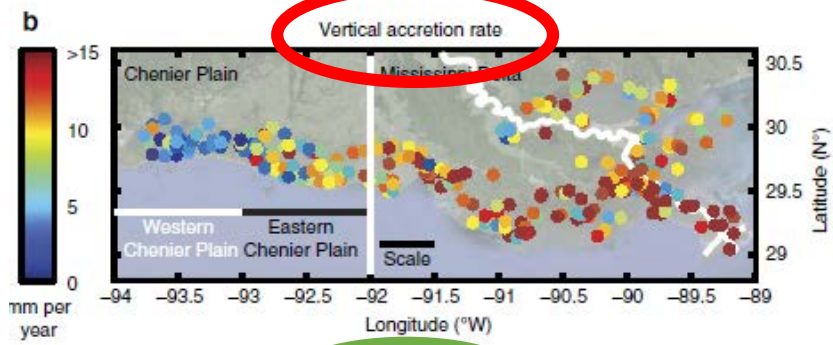 b
Vertical accretion rate
>15
10
5
0
mm per
year
Chenier Plain
Mississippi Delta
Western
Chenier Plain
Eastern
Chenier Plain
Scale
30.5
30
29.5
29
Latitude (N°)
–94
–93.5
–93
–92.5
–92
–91.5
–91
–90.5
–90
–89.5
–89
Longitude (°W)